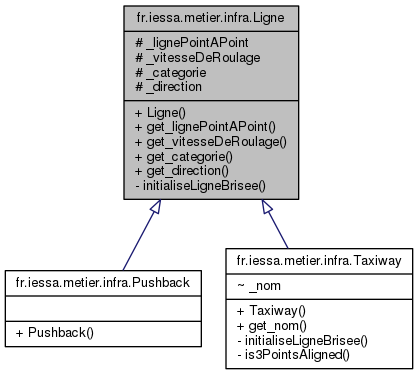 fr.iessa.metier.infra.Ligne
# _lignePointAPoint
# _vitesseDeRoulage
# _categorie
# _direction
+ Ligne()
+ get_lignePointAPoint()
+ get_vitesseDeRoulage()
+ get_categorie()
+ get_direction()
- initialiseLigneBrisee()
fr.iessa.metier.infra.Pushback
+ Pushback()
fr.iessa.metier.infra.Taxiway
~ _nom
+ Taxiway()
+ get_nom()
- initialiseLigneBrisee()
- is3PointsAligned()